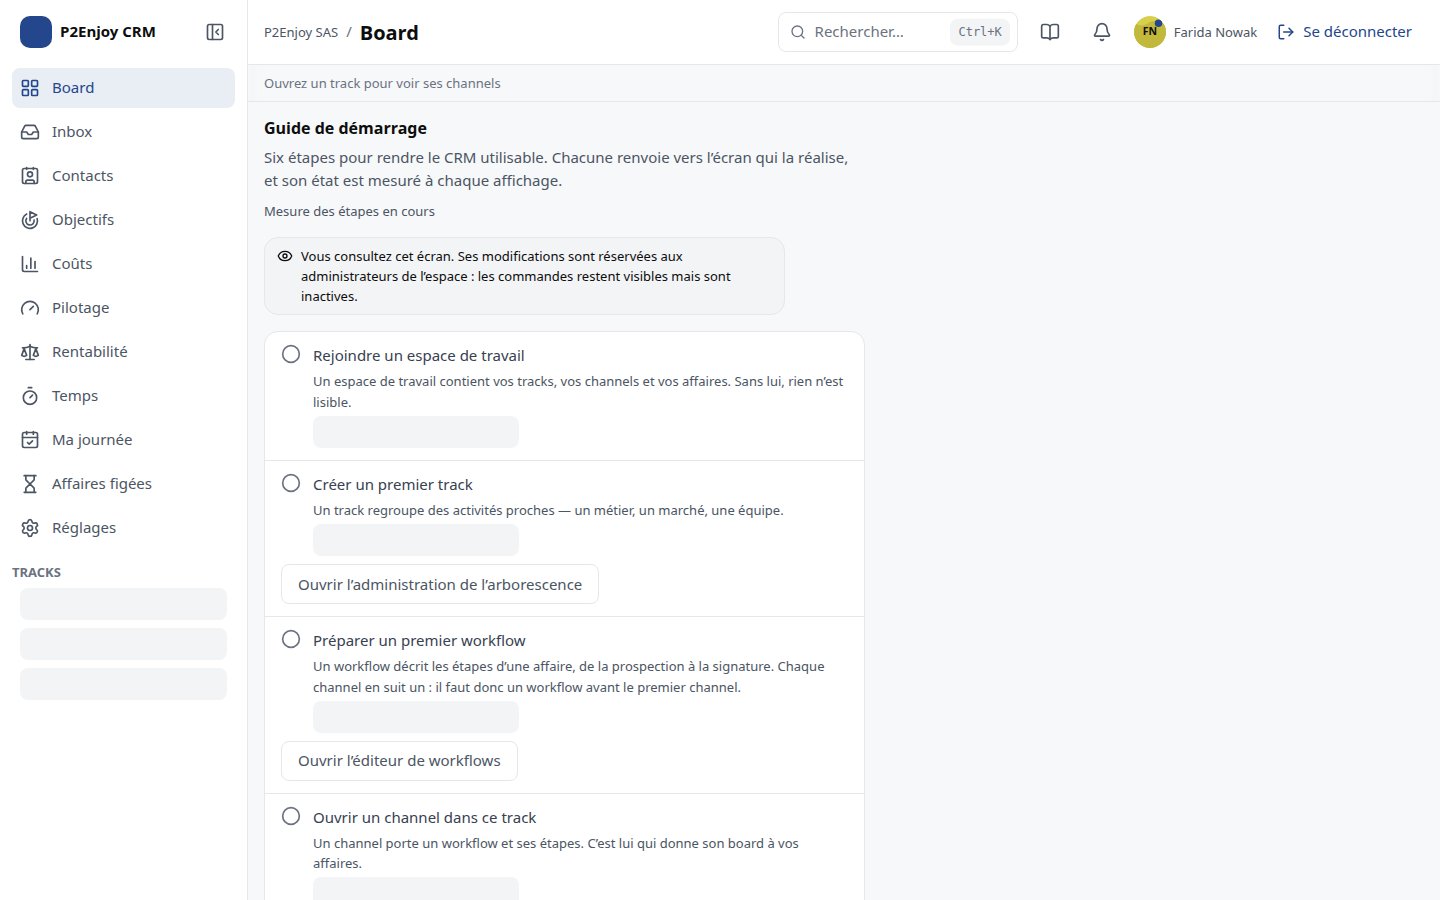 P2Enjoy CRM
P2Enjoy SAS / Board
Rechercher... Ctrl+K
FN Farida Nowak
Se déconnecter
Board
Inbox
Contacts
Objectifs
Coûts
Pilotage
Rentabilité
Temps
Ma journée
Affaires figées
Réglages
TRACKS
Ouvrez un track pour voir ses channels
Guide de démarrage
Six étapes pour rendre le CRM utilisable. Chacune renvoie vers l’écran qui la réalise,
et son état est mesuré à chaque affichage.
Mesure des étapes en cours
Vous consultez cet écran. Ses modifications sont réservées aux
administrateurs de l’espace : les commandes restent visibles mais sont
inactives.
Rejoindre un espace de travail
Un espace de travail contient vos tracks, vos channels et vos affaires. Sans lui, rien n’est
lisible.
Créer un premier track
Un track regroupe des activités proches — un métier, un marché, une équipe.
Ouvrir l’administration de l’arborescence
Préparer un premier workflow
Un workflow décrit les étapes d’une affaire, de la prospection à la signature. Chaque
channel en suit un : il faut donc un workflow avant le premier channel.
Ouvrir l’éditeur de workflows
Ouvrir un channel dans ce track
Un channel porte un workflow et ses étapes. C’est lui qui donne son board à vos
affaires.